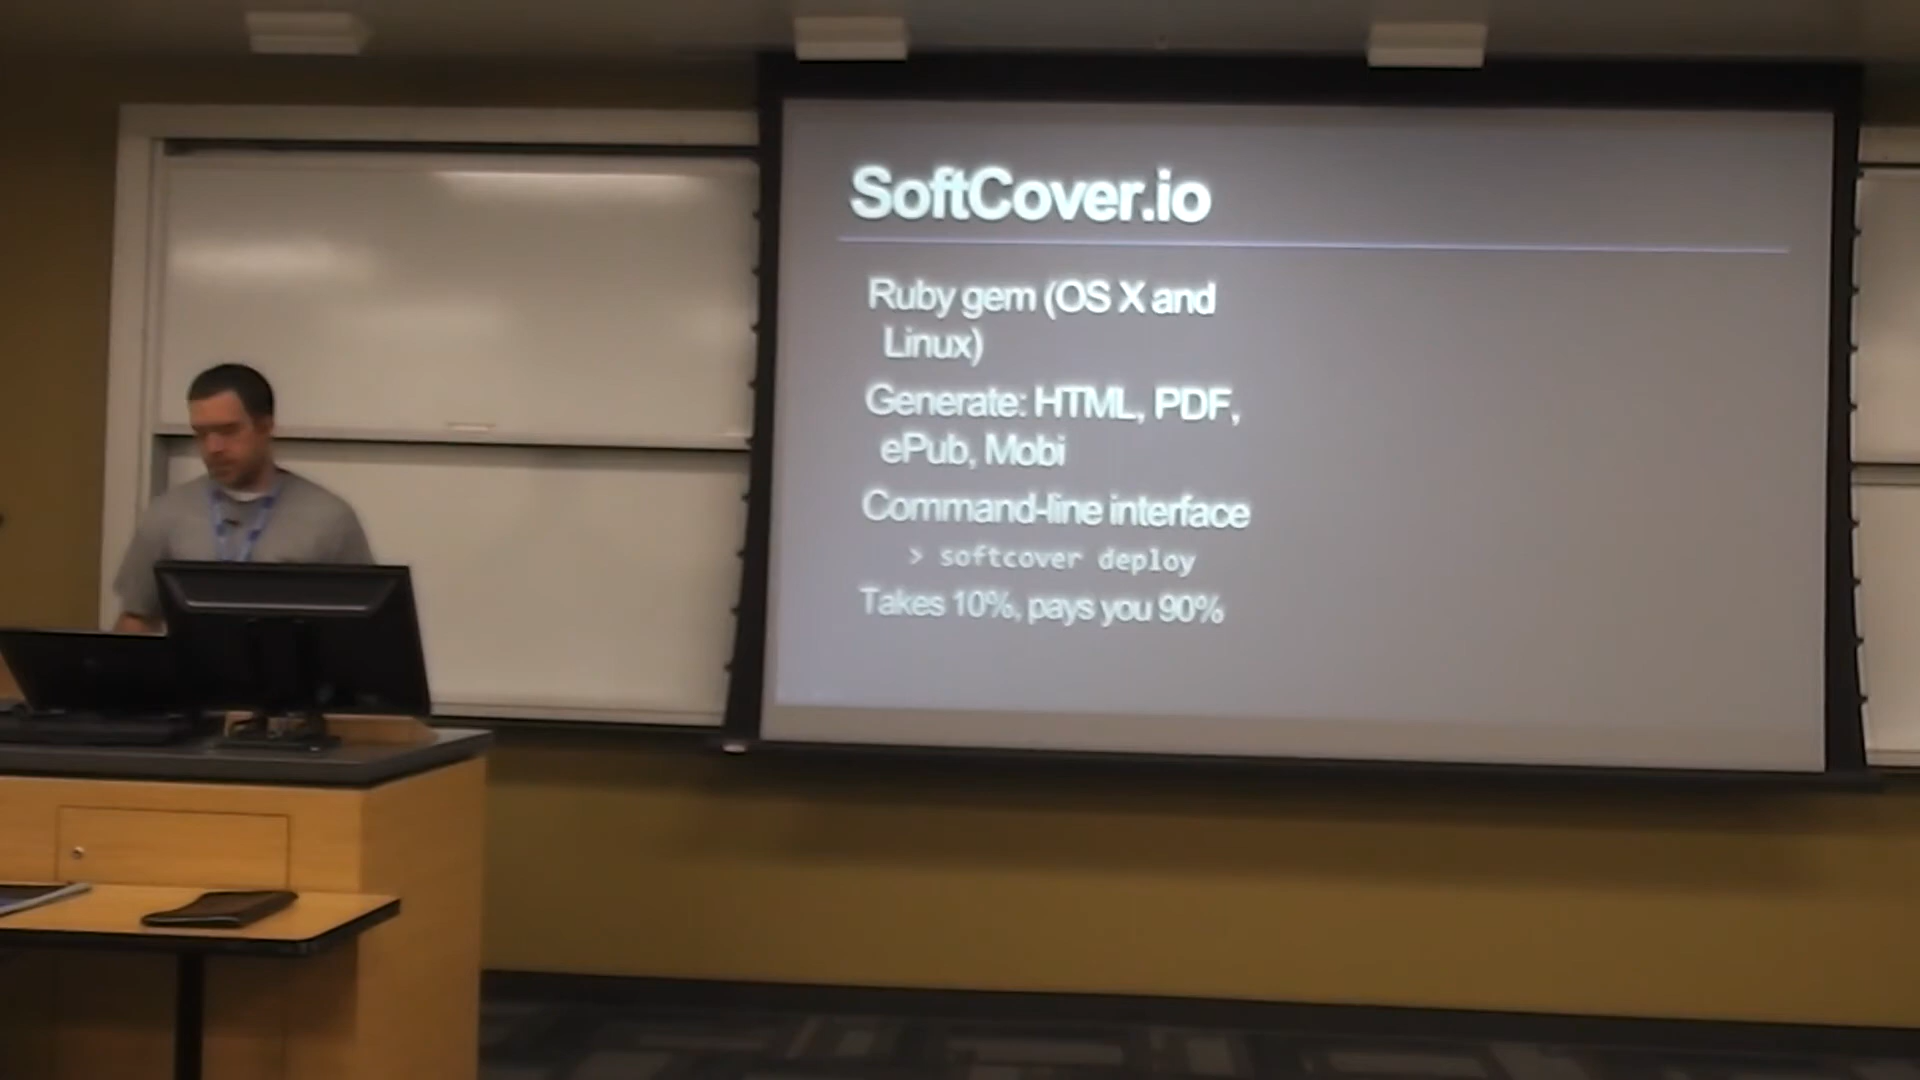 SoftCover.io
Ruby gem (OS X and
Linux)
Generate: HTML, PDF,
ePub, Mobi
Command-line interface
> softcover deploy
Takes 10%, pays you 90%